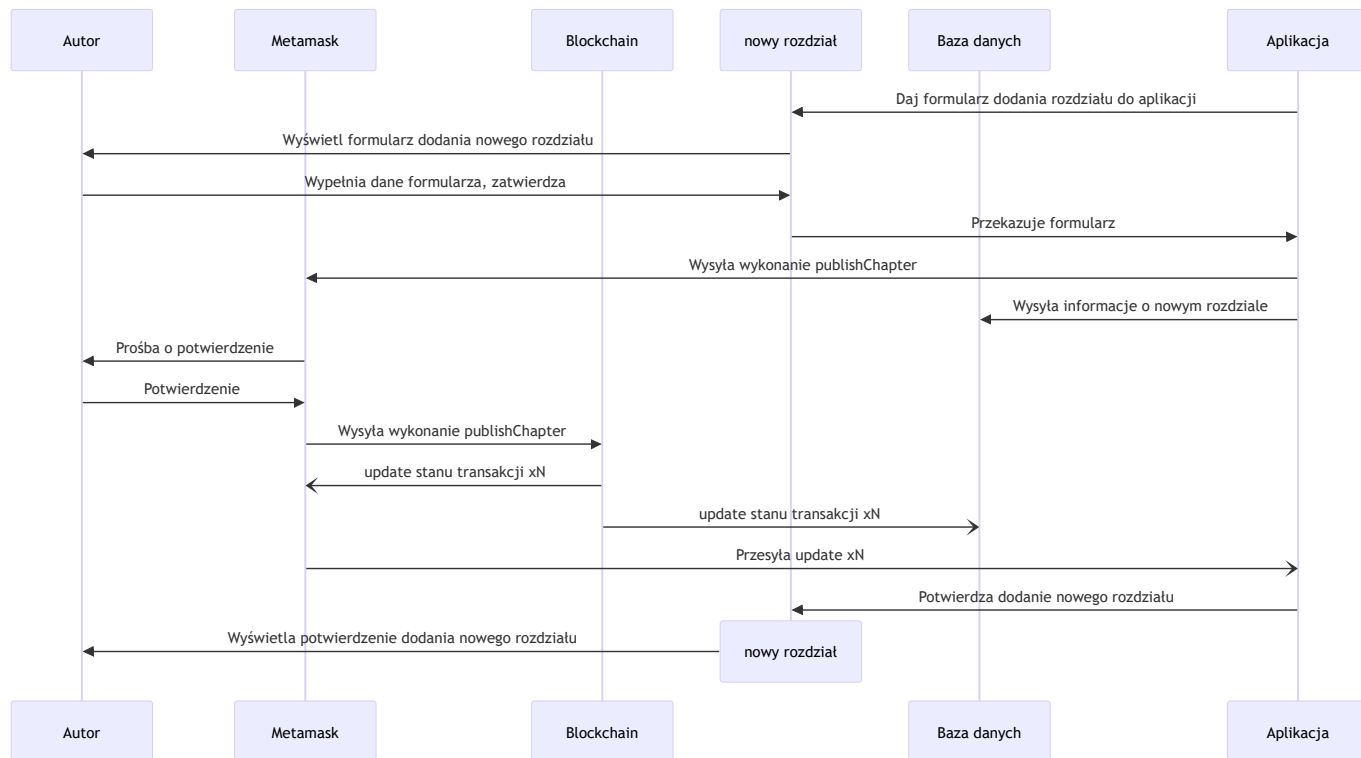 Autor
Metamask
Blockchain
nowy rozdział
Baza danych
Aplikacja
Daj formularz dodania rozdziału do aplikacji
Wyświetl formularz dodania nowego rozdziału
Wypełnia dane formularza, zatwierdza
Przekazuje formularz
Wysyła wykonanie publishChapter
Wysyła informacje o nowym rozdziale
Prośba o potwierdzenie
Potwierdzenie
Wysyła wykonanie publishChapter
update stanu transakcji xN
update stanu transakcji xN
Przesyła update xN
Potwierdza dodanie nowego rozdziału
Wyświetla potwierdzenie dodania nowego rozdziału
nowy rozdział
Autor
Metamask
Blockchain
Baza danych
Aplikacja